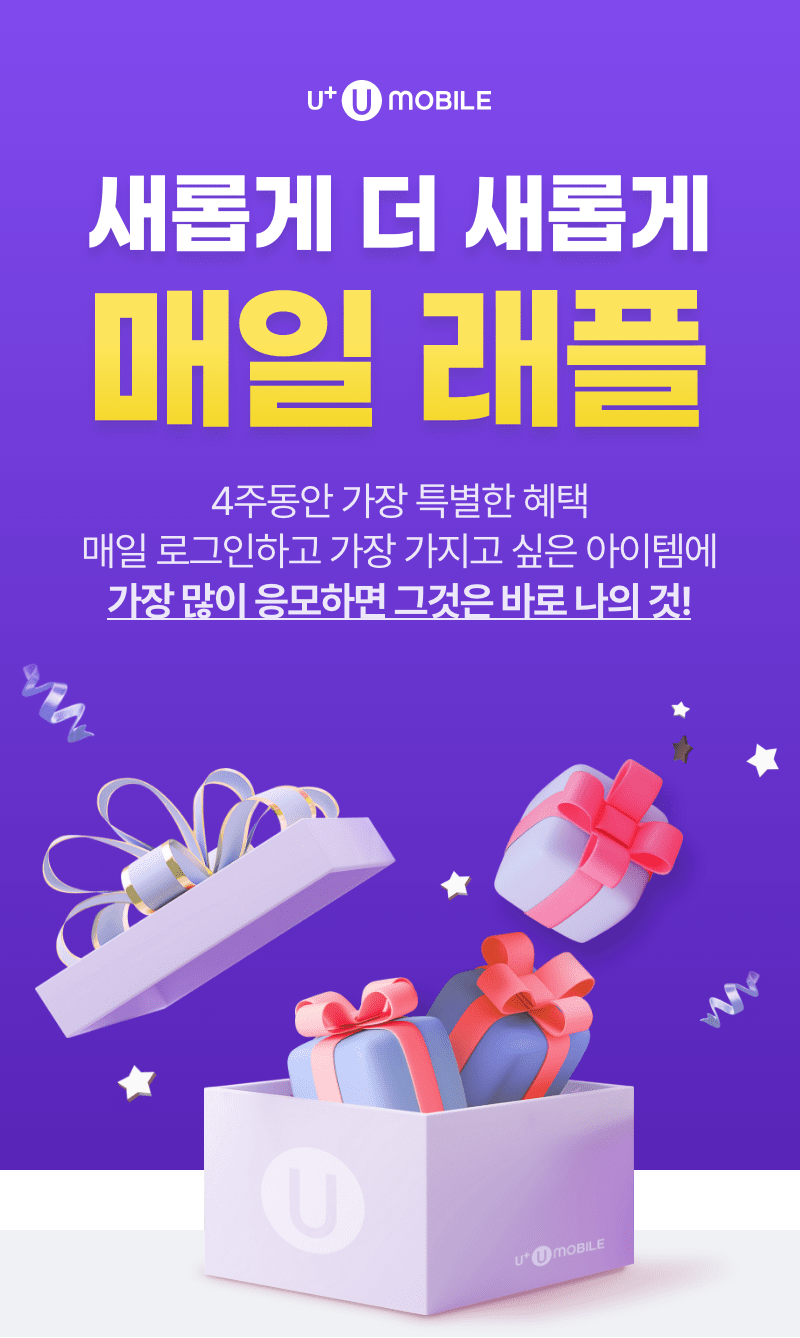 U+ U MOBILE
새롭게 더 새롭게
매일 래플
4주동안 가장 특별한 혜택
매일 로그인하고 가장 가지고 싶은 아이템에
가장 많이 응모하면 그것은 바로 나의 것!
U
U+ U MOBILE